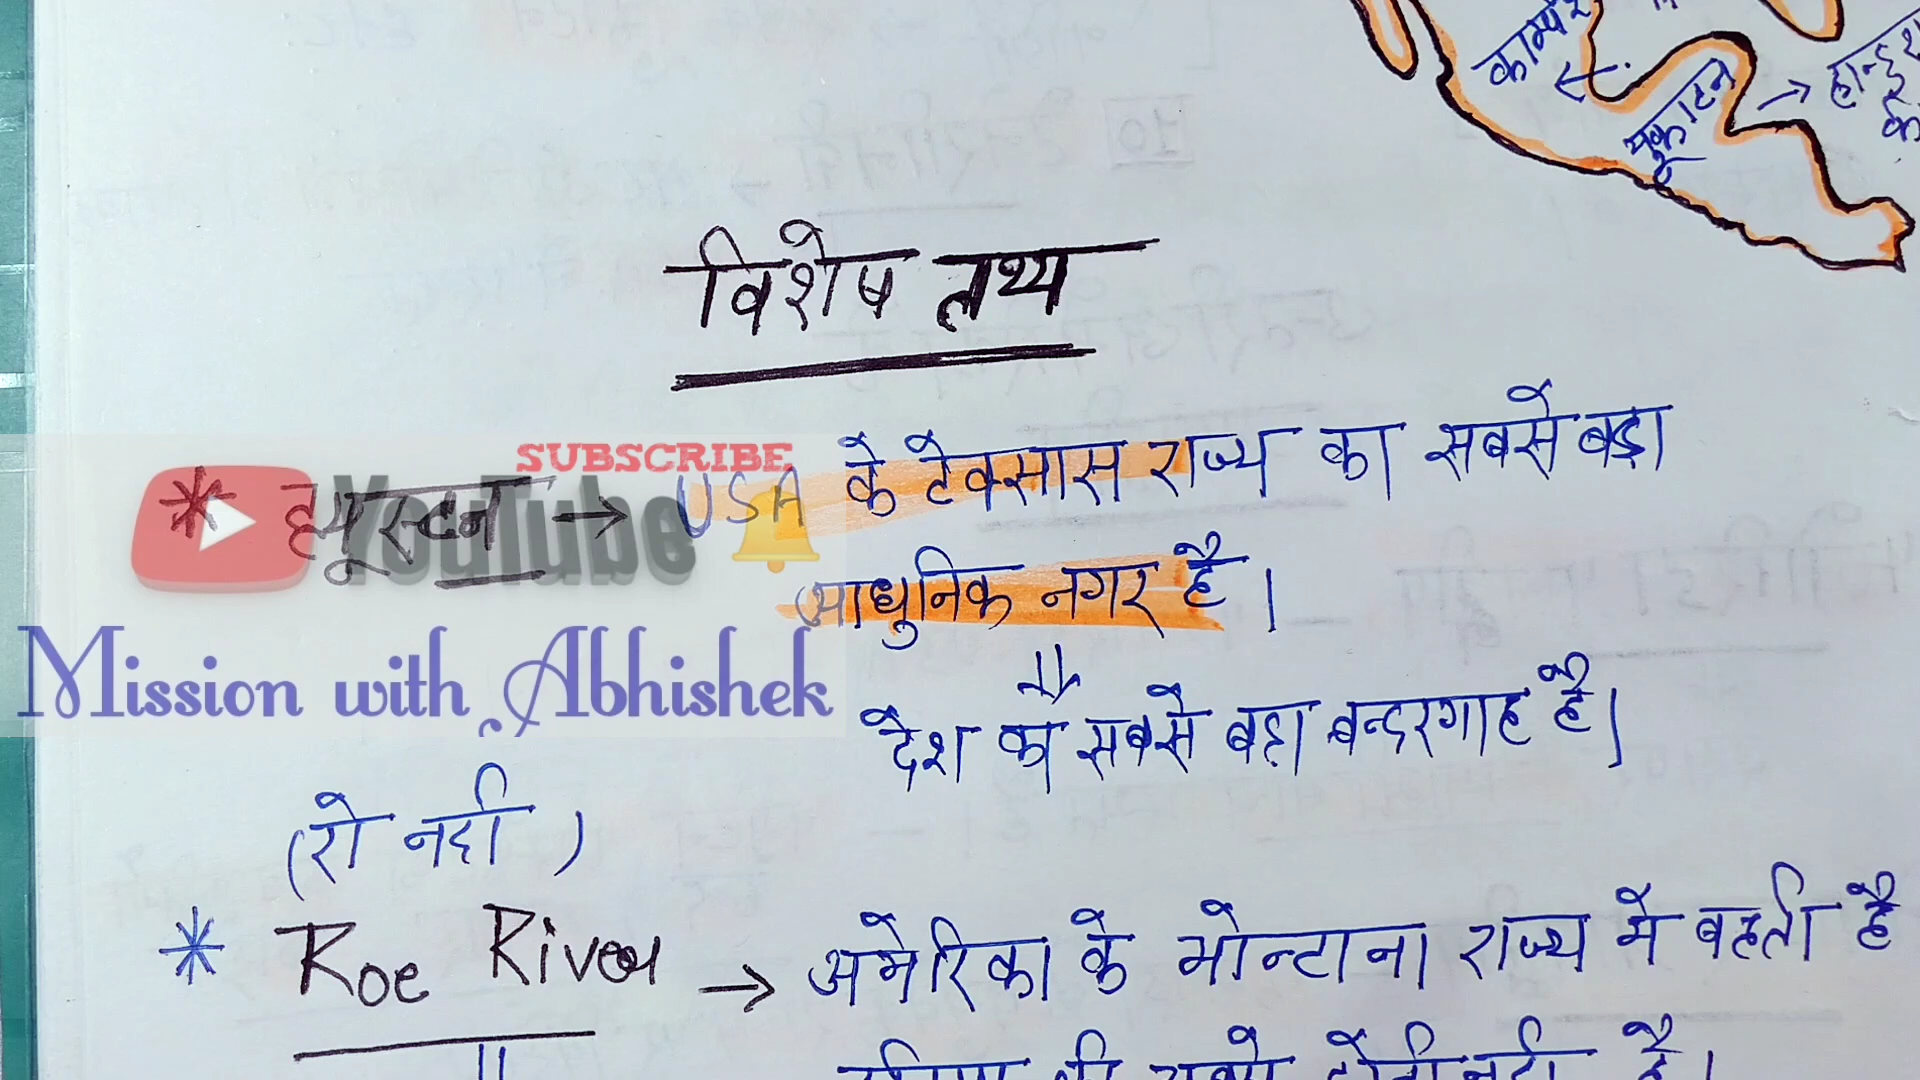 काम्पे
युकाटन
→ हान्डु
विशेष तथ्य
SUBSCRIBE
YouTube
* ह्यूस्टन → USA के टेक्सास राज्य का सबसे बड़ा
आधुनिक नगर है।
Mission with Abhishek
देश का सबसे बड़ा बन्दरगाह है।
(रो नदी)
* Roe River → अमेरिका के मोन्टाना राज्य मे बहती है